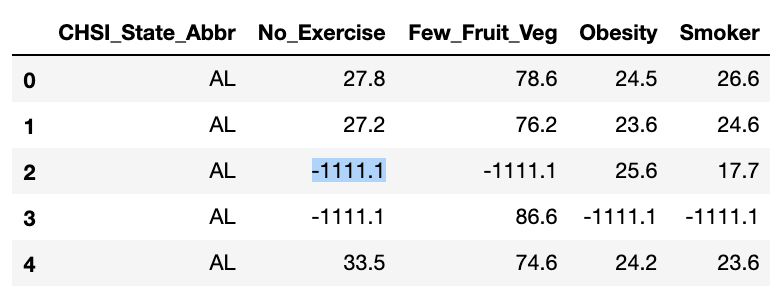 CHSI_State_Abbr No_Exercise Few_Fruit_Veg Obesity Smoker
0 AL 27.8 78.6 24.5 26.6
1 AL 27.2 76.2 23.6 24.6
2 AL -1111.1 -1111.1 25.6 17.7
3 AL -1111.1 86.6 -1111.1 -1111.1
4 AL 33.5 74.6 24.2 23.6